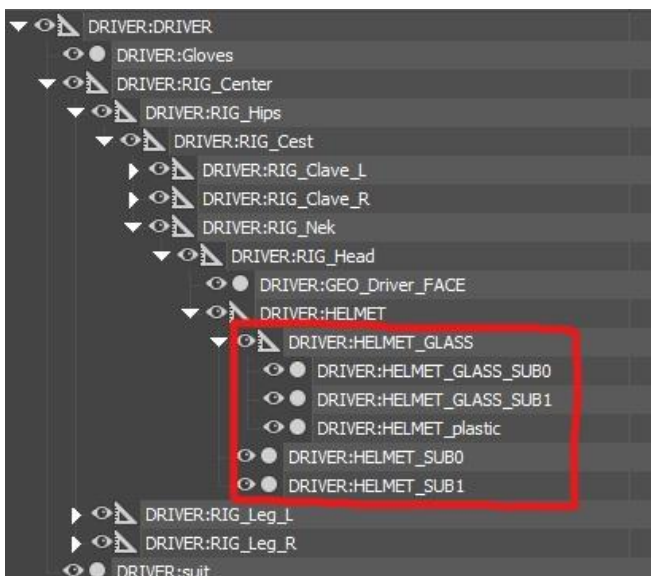 DRIVER:DRIVER
DRIVER:Gloves
DRIVER:RIG_Center
DRIVER:RIG_Hips
DRIVER:RIG_Cest
DRIVER:RIG_Clave_L
DRIVER:RIG_Clave_R
DRIVER:RIG_Nek
DRIVER:RIG_Head
DRIVER:GEO_Driver_FACE
DRIVER:HELMET
DRIVER:HELMET_GLASS
DRIVER:HELMET_GLASS_SUB0
DRIVER:HELMET_GLASS_SUB1
DRIVER:HELMET_plastic
DRIVER:HELMET_SUB0
DRIVER:HELMET_SUB1
DRIVER:RIG_Leg_L
DRIVER:RIG_Leg_R
DRIVER:suit